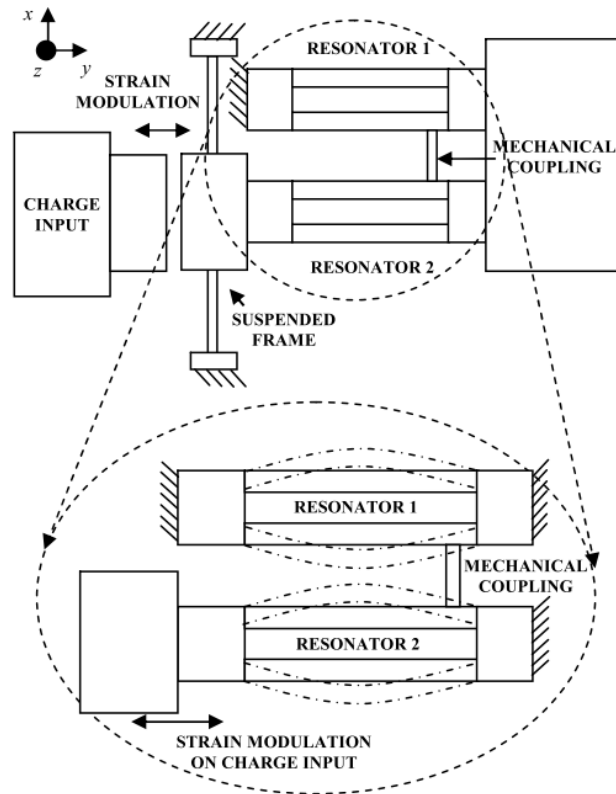 x
z
y
RESONATOR 1
STRAIN
MODULATION
MECHANICAL
COUPLING
CHARGE
INPUT
RESONATOR 2
SUSPENDED
FRAME
RESONATOR 1
MECHANICAL
COUPLING
RESONATOR 2
STRAIN MODULATION
ON CHARGE INPUT